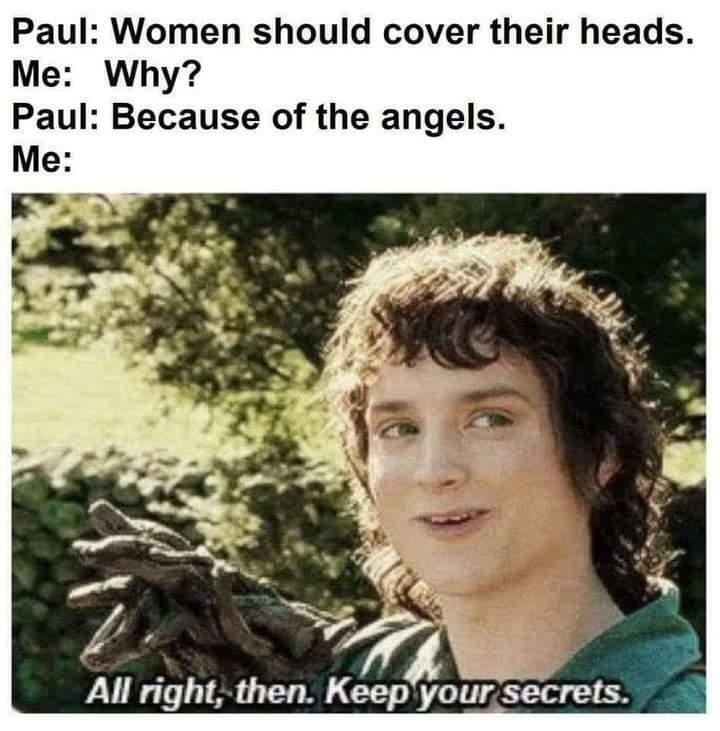 Paul: Women should cover their heads.
Me: Why?
Paul: Because of the angels.
Me:
All right, then. Keep your secrets.